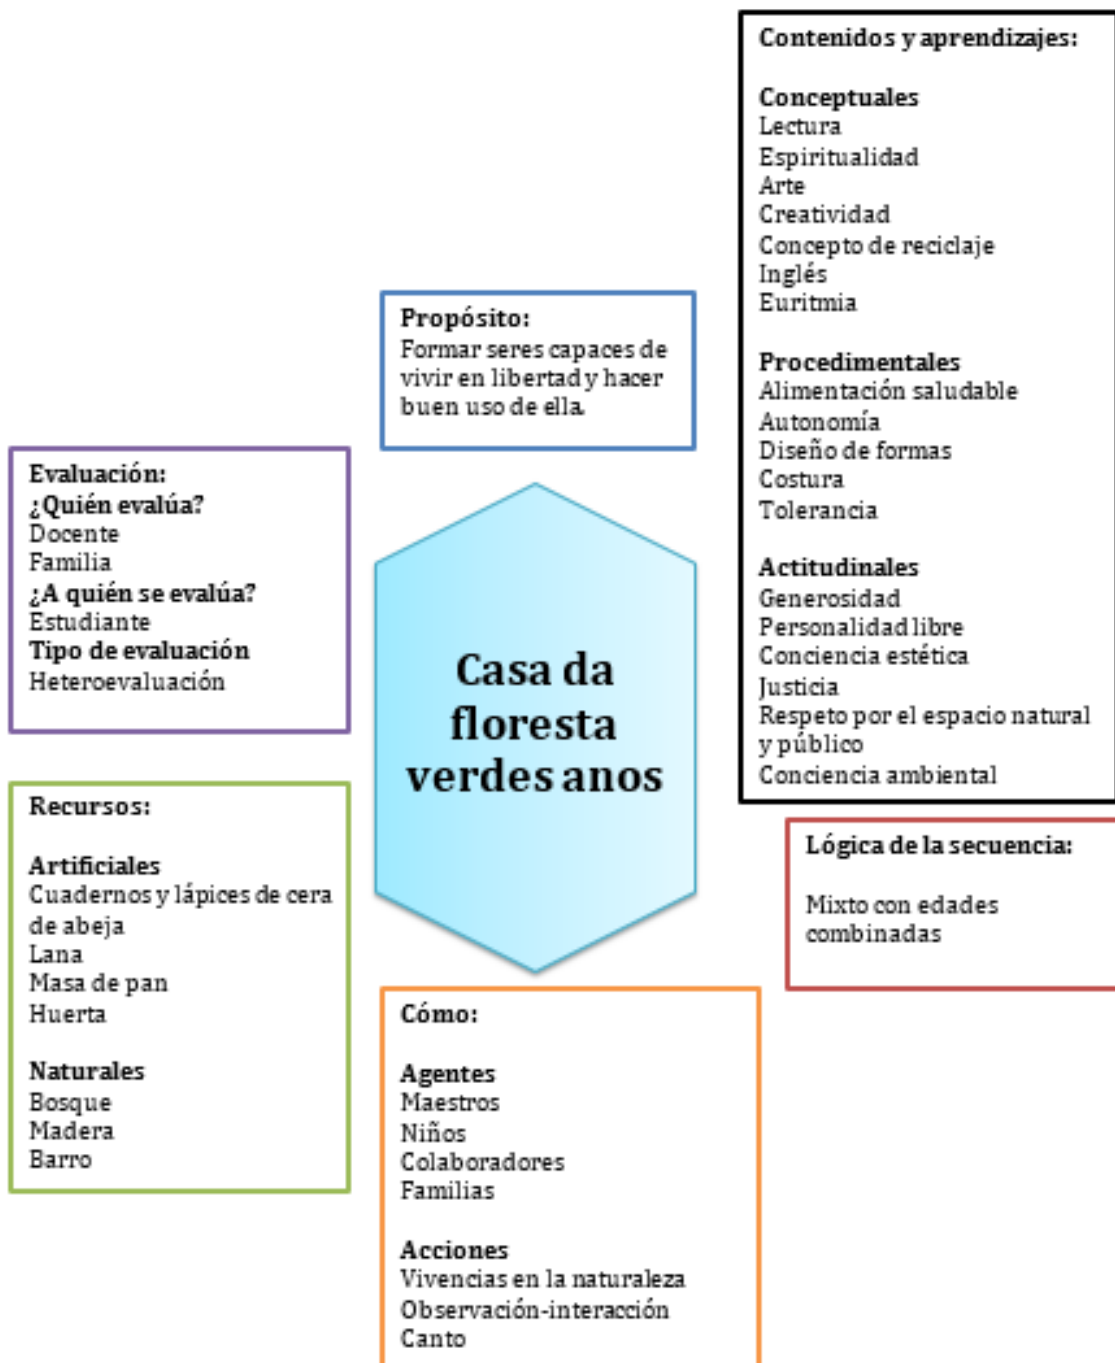 Contenidos y aprendizajes:
Conceptuales
Lectura
Espiritualidad
Arte
Creatividad
Concepto de reciclaje
Inglés
Euritmia
Procedimentales
Alimentación saludable
Autonomía
Diseño de formas
Costura
Tolerancia
Actitudinales
Generosidad
Personalidad libre
Conciencia estética
Justicia
Respeto por el espacio natural
y público
Conciencia ambiental
Propósito:
Formar seres capaces de
vivir en libertad y hacer
buen uso de ella.
Evaluación:
¿Quién evalúa?
Docente
Familia
¿A quién se evalúa?
Estudiante
Tipo de evaluación
Heteroevaluación
Casa da
floresta
verdes anos
Recursos:
Artificiales
Cuadernos y lápices de cera
de abeja
Lana
Masa de pan
Huerta
Naturales
Bosque
Madera
Barro
Lógica de la secuencia:
Mixto con edades
combinadas
Cómo:
Agentes
Maestros
Niños
Colaboradores
Familias
Acciones
Vivencias en la naturaleza
Observación-interacción
Canto